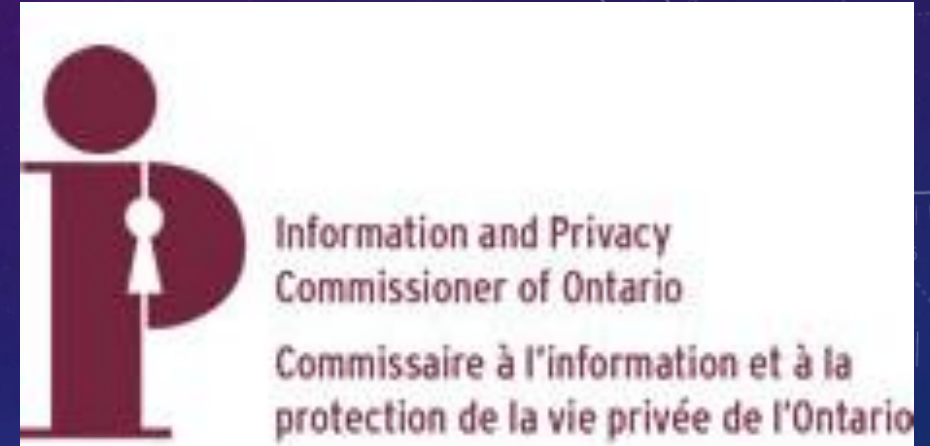 Information and Privacy
Commissioner of Ontario
Commissaire à l'information et à la
protection de la vie privée de l'Ontario